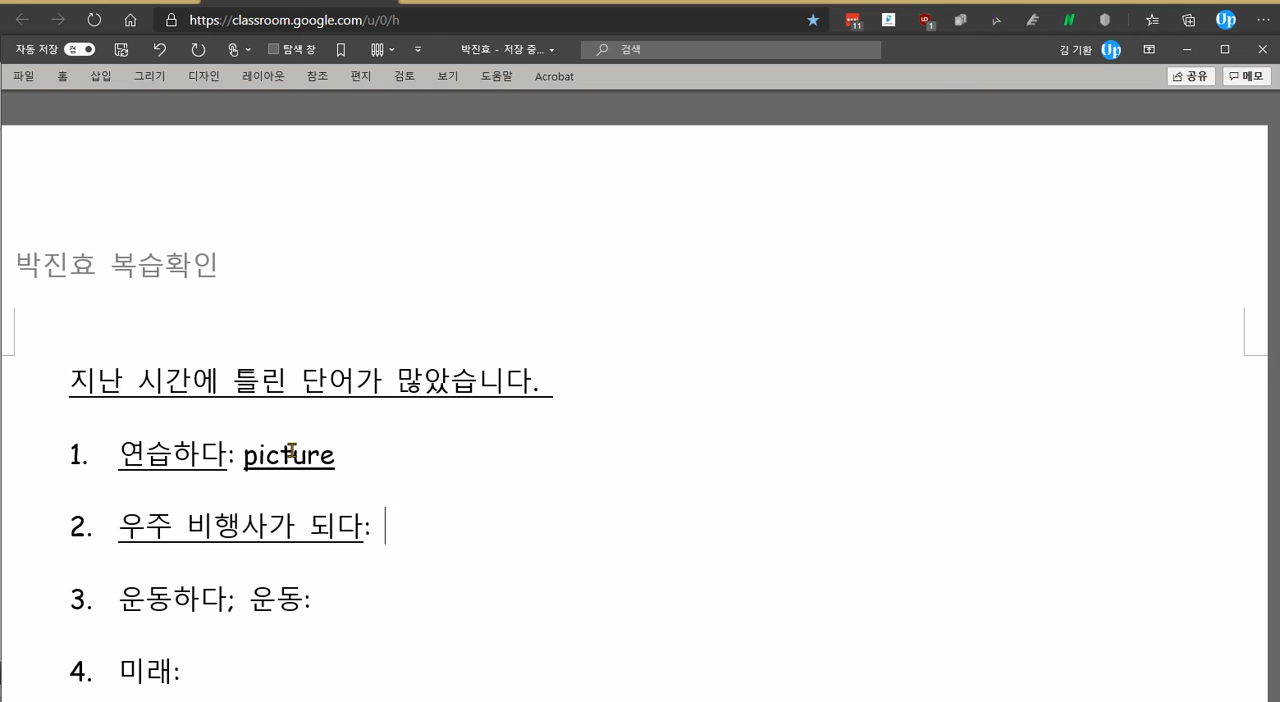 https://classroom.google.com/u/0/h
11
1
Up
자동 저장 켬 탐색 창 박진효 - 저장 중... 검색 김 기환 Up
파일 홈 삽입 그리기 디자인 레이아웃 참조 편지 검토 보기 도움말 Acrobat 공유 메모
박진효 복습확인
지난 시간에 틀린 단어가 많았습니다.
1. 연습하다: picture
2. 우주 비행사가 되다:
3. 운동하다; 운동:
4. 미래: